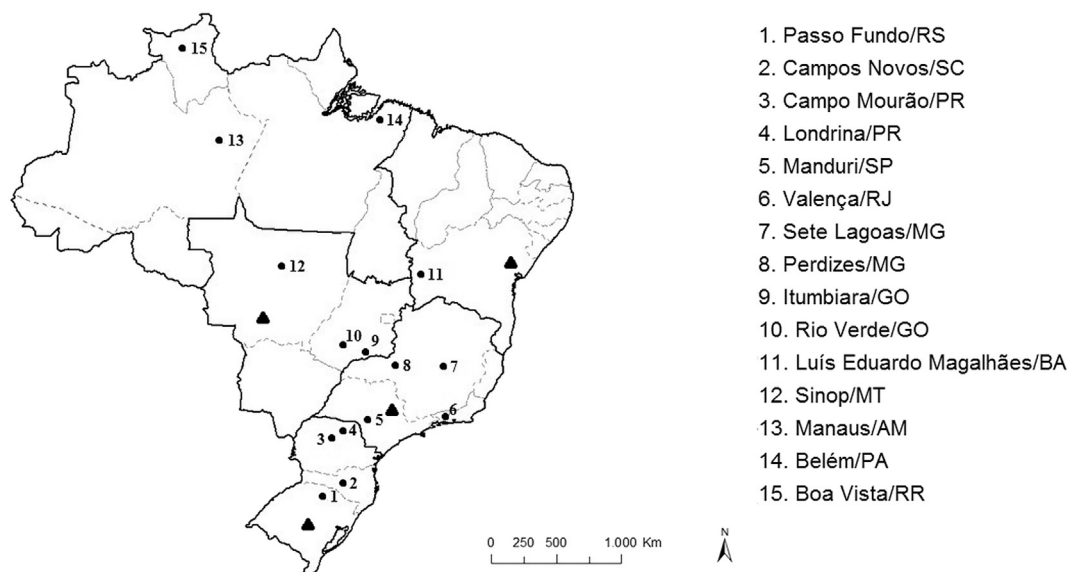 15
14
13
12
11
10
9
8
7
6
5
4
3
2
1
1. Passo Fundo/RS
2. Campos Novos/SC
3. Campo Mourão/PR
4. Londrina/PR
5. Manduri/SP
6. Valença/RJ
7. Sete Lagoas/MG
8. Perdizes/MG
9. Itumbiara/GO
10. Rio Verde/GO
11. Luís Eduardo Magalhães/BA
12. Sinop/MT
13. Manaus/AM
14. Belém/PA
15. Boa Vista/RR
0 250 500 1.000 Km
N